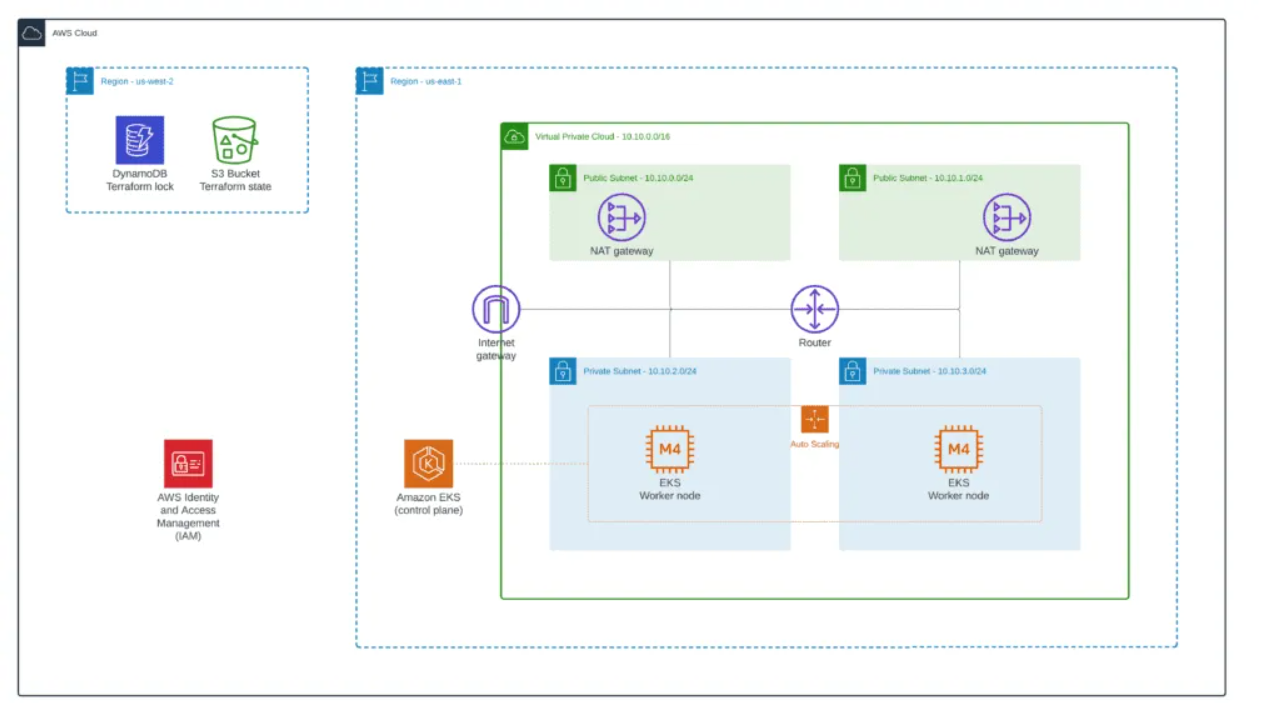 AWS Cloud
Region - us-west-2
DynamoDB
Terraform lock
S3 Bucket
Terraform state
Region - us-east-1
Virtual Private Cloud - 10.10.0.0/16
Public Subnet - 10.10.0.0/24
NAT gateway
Public Subnet - 10.10.1.0/24
NAT gateway
Internet
gateway
Router
Private Subnet - 10.10.2.0/24
Private Subnet - 10.10.3.0/24
Auto Scaling
M4
EKS
Worker node
M4
EKS
Worker node
AWS Identity
and Access
Management
(IAM)
K
Amazon EKS
(control plane)